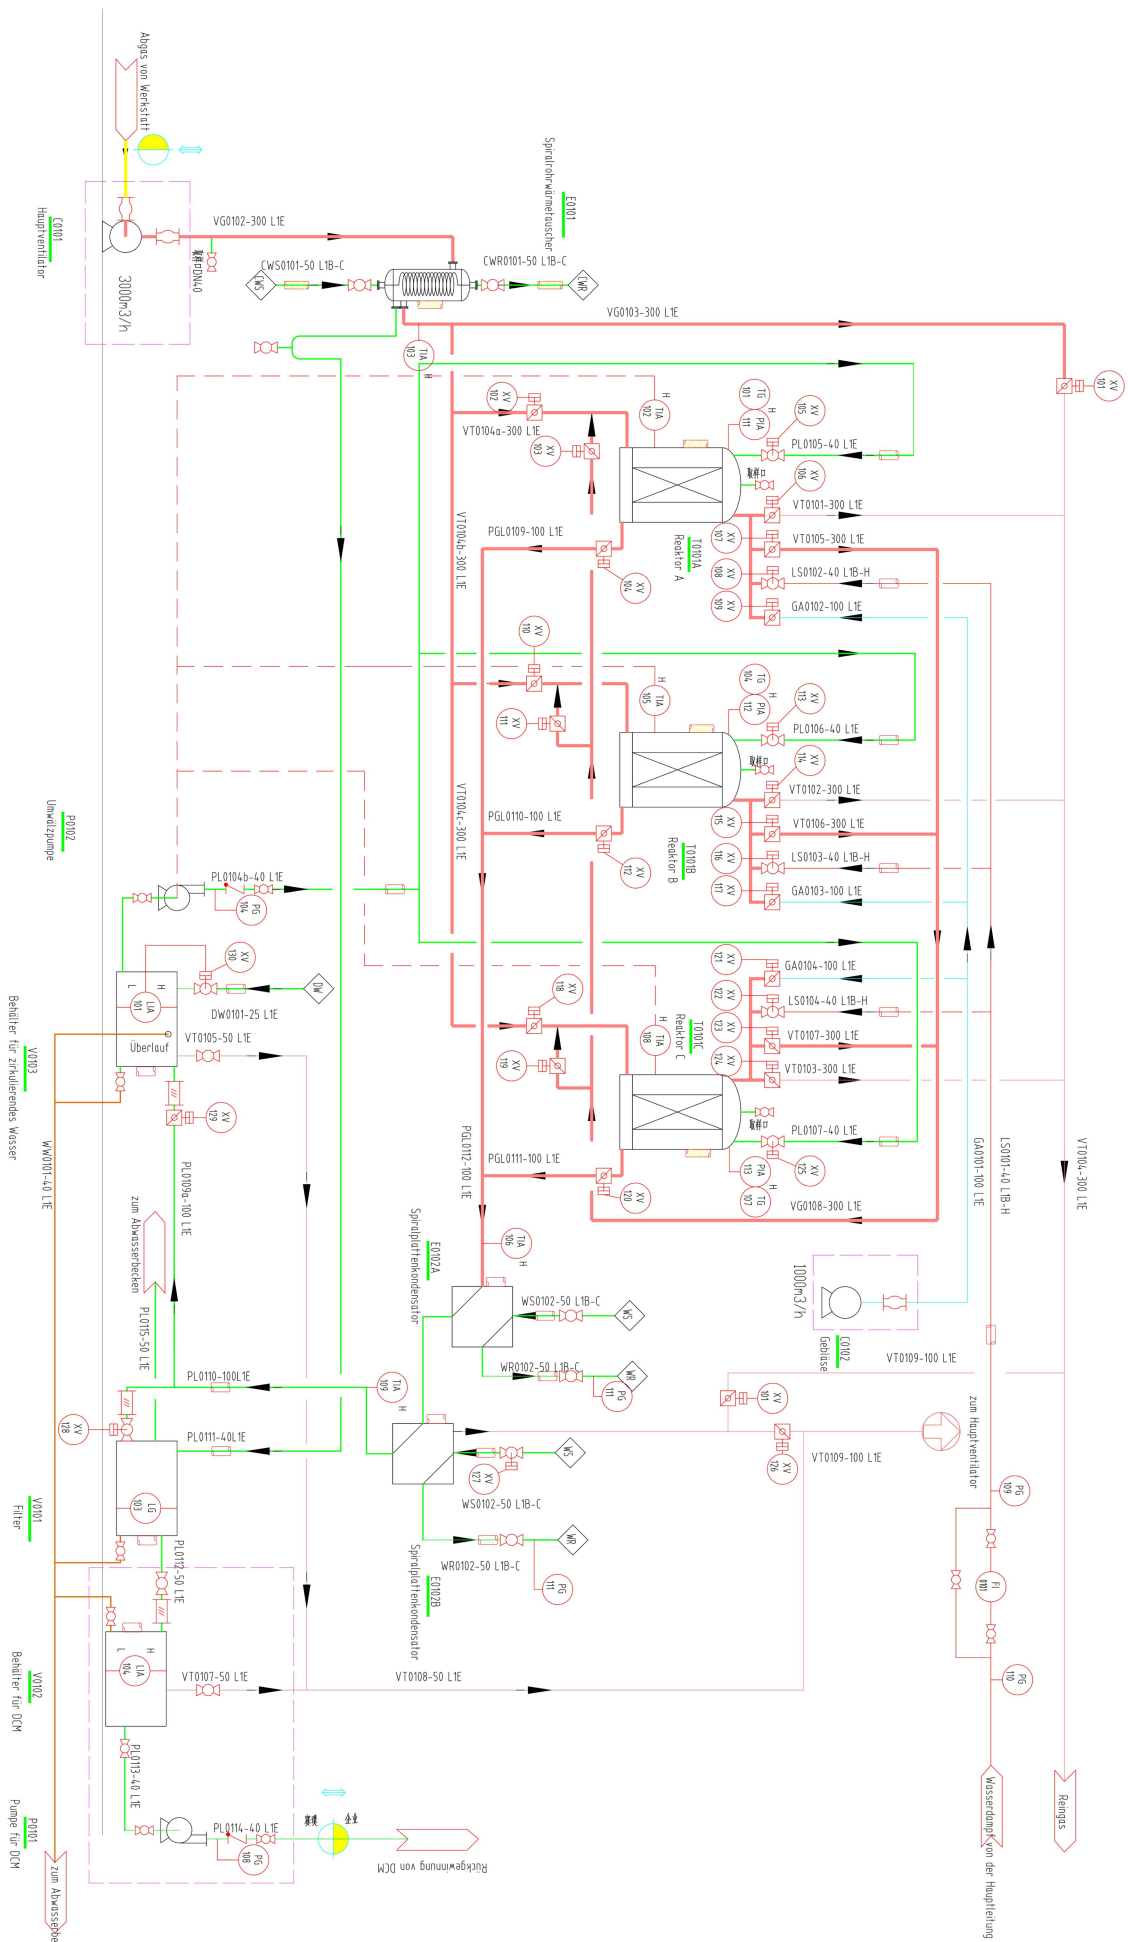 Abgas von Werkstatt
C0101
Hauptventilator
3000m3/h
VG0102-300 L1E
取样口DN40
E0101
Spiralrohrwärmetauscher
CWS0101-50 L1B-C
CWS
CWR0101-50 L1B-C
CWR
VG0103-300 L1E
TIA
103
H
XV
101
XV
102
VT0104a-300 L1E
XV
103
H
TIA
102
TG
101
H
PIA
111
XV
105
PL0105-40 L1E
取样口
XV
106
VT0101-300 L1E
XV
107
VT0105-300 L1E
XV
108
LS0102-40 L1B-H
XV
109
GA0102-100 L1E
T0101A
Reaktor A
PGL0109-100 L1E
XV
104
VT0104b-300 L1E
XV
110
XV
111
H
TIA
105
TG
104
H
PIA
112
XV
113
PL0106-40 L1E
取样口
XV
114
VT0102-300 L1E
XV
115
VT0106-300 L1E
XV
116
LS0103-40 L1B-H
XV
117
GA0103-100 L1E
T0101B
Reaktor B
PGL0110-100 L1E
XV
112
VT0104c-300 L1E
P0102
Umwälzpumpe
PL0104b-40 L1E
PG
104
XV
130
DW
DW0101-25 L1E
H
L
LIA
101
Überlauf
VT0105-50 L1E
V0103
Behälter für zirkulierendes Wasser
XV
129
WW0101-40 L1E
PL0109a-100 L1E
zum Abwasserbecken
PL0115-50 L1E
XV
118
XV
119
H
TIA
108
XV
121
GA0104-100 L1E
XV
122
LS0104-40 L1B-H
XV
123
VT0107-300 L1E
XV
124
VT0103-300 L1E
T0101C
Reaktor C
取样口
PL0107-40 L1E
XV
125
PIA
113
H
TG
107
PGL0111-100 L1E
XV
120
VG0108-300 L1E
PGL0112-100 L1E
VT0104-300 L1E
LS0101-40 L1B-H
GA0101-100 L1E
TIA
106
H
E0102A
Spiralplattenkondensator
WS0102-50 L1B-C
WS
WR0102-50 L1B-C
WR
PG
111
1000m3/h
C0102
Gebläse
VT0109-100 L1E
XV
101
zum Hauptventilator
XV
126
VT0109-100 L1E
TIA
109
H
PL0110-100L1E
XV
128
PL0111-40L1E
LG
103
V0101
Filter
WS
XV
127
WS0102-50 L1B-C
WR
WR0102-50 L1B-C
PG
111
E0102B
Spiralplattenkondensator
PL0112-50 L1E
H
L
LIA
104
VT0107-50 L1E
VT0108-50 L1E
V0102
Behälter für DCM
PL0113-40 L1E
P0101
Pumpe für DCM
PL0114-40 L1E
PG
108
企业
Rückgewinnung von DCM
zum Abwasserbe
PG
109
FI
0101
PG
110
Wasserdampf von der Hauptleitung
Reingas